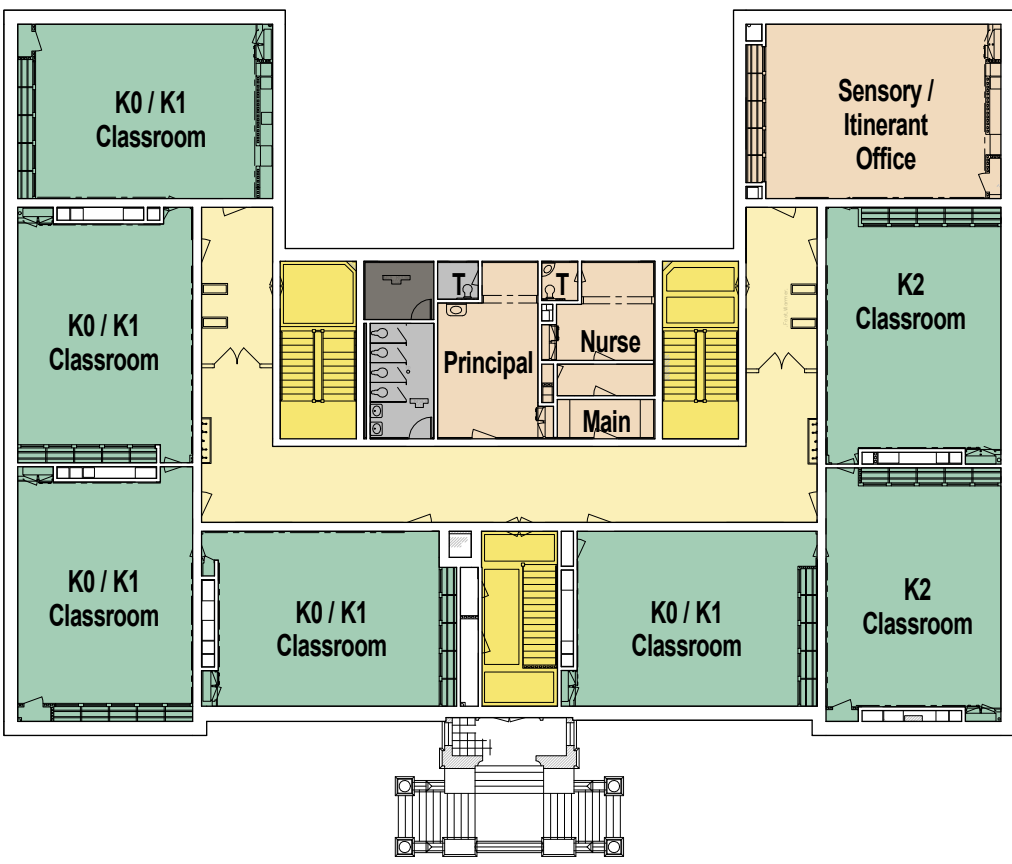 K0 / K1
Classroom
Sensory /
Itinerant
Office
K0 / K1
Classroom
T
T
K2
Classroom
Principal
Nurse
Main
K0 / K1
Classroom
K0 / K1
Classroom
K0 / K1
Classroom
K2
Classroom